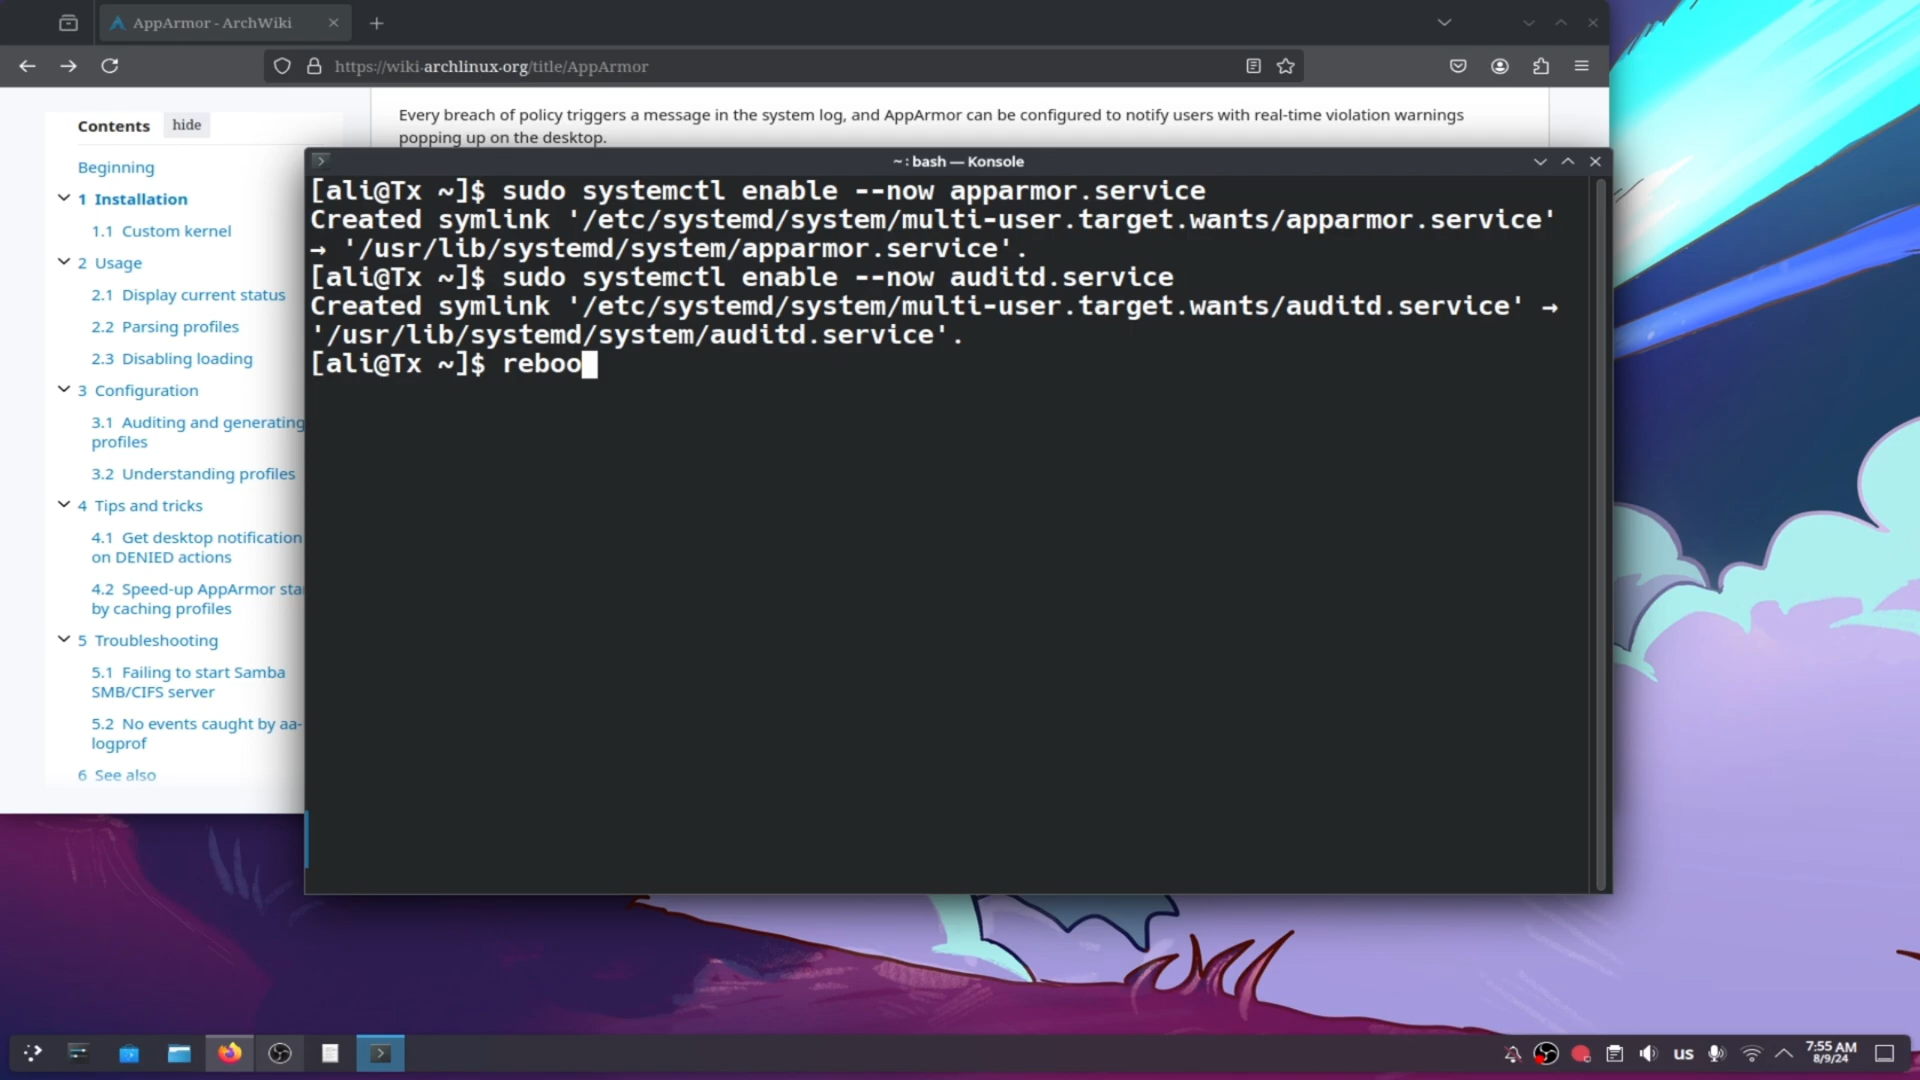 AppArmor - ArchWiki
https://wiki.archlinux.org/title/AppArmor
Contents hide
Beginning
1 Installation
1.1 Custom kernel
2 Usage
2.1 Display current status
2.2 Parsing profiles
2.3 Disabling loading
3 Configuration
3.1 Auditing and generating
profiles
3.2 Understanding profiles
4 Tips and tricks
4.1 Get desktop notification
on DENIED actions
4.2 Speed-up AppArmor sta
by caching profiles
5 Troubleshooting
5.1 Failing to start Samba
SMB/CIFS server
5.2 No events caught by aa-
logprof
6 See also
Every breach of policy triggers a message in the system log, and AppArmor can be configured to notify users with real-time violation warnings
popping up on the desktop.
~ : bash — Konsole
[ali@Tx ~]$ sudo systemctl enable --now apparmor.service
Created symlink '/etc/systemd/system/multi-user.target.wants/apparmor.service'
→ '/usr/lib/systemd/system/apparmor.service'.
[ali@Tx ~]$ sudo systemctl enable --now auditd.service
Created symlink '/etc/systemd/system/multi-user.target.wants/auditd.service' →
'/usr/lib/systemd/system/auditd.service'.
[ali@Tx ~]$ reboo
us
7:55 AM
8/9/24